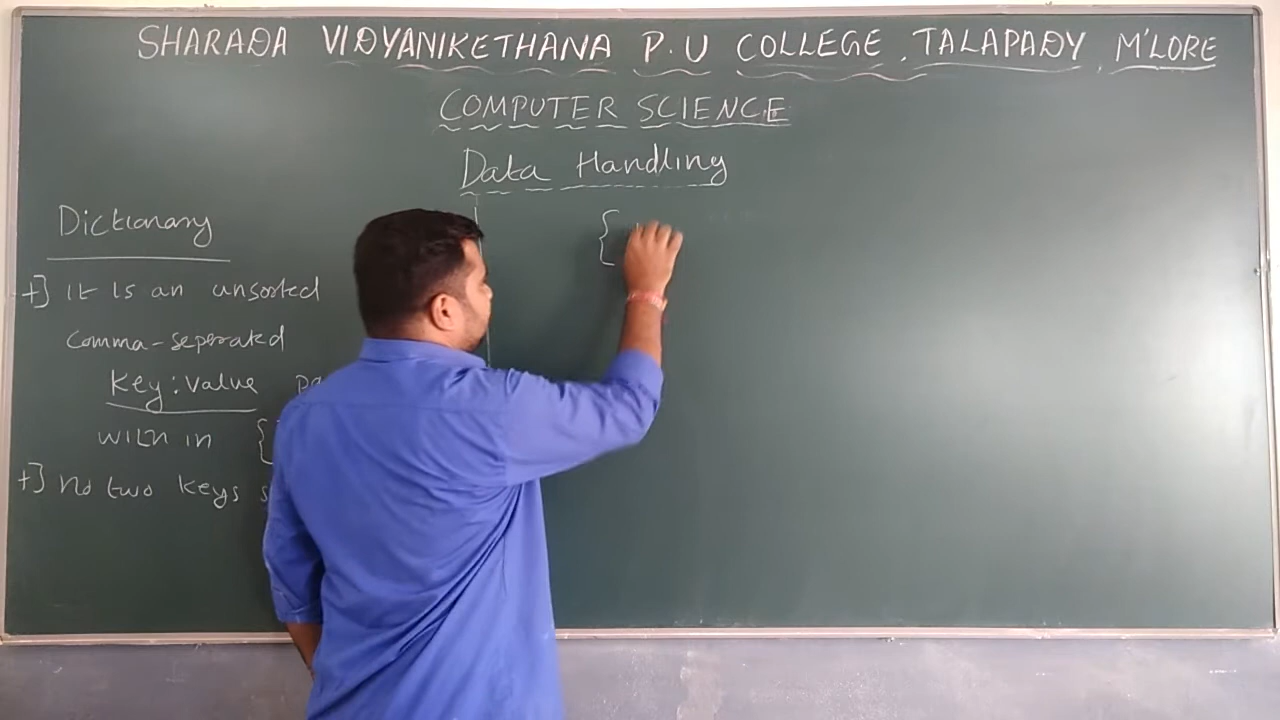 SHARADA VIDYANIKETHANA P.U COLLEGE, TALAPADY, M'LORE
COMPUTER SCIENCE
Data Handling
Dictionary
+] It is an unsorted
comma-seperated
Key:value
with in {
+] No two keys
{